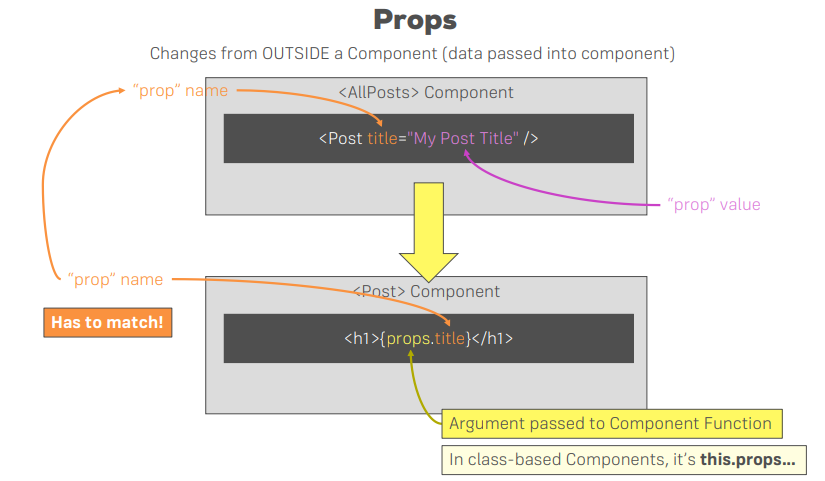 Props
Changes from OUTSIDE a Component (data passed into component)
“prop” name
<AllPosts> Component
<Post title="My Post Title" />
“prop” value
“prop” name
<Post> Component
Has to match!
<h1>{props.title}</h1>
Argument passed to Component Function
In class-based Components, it’s this.props…